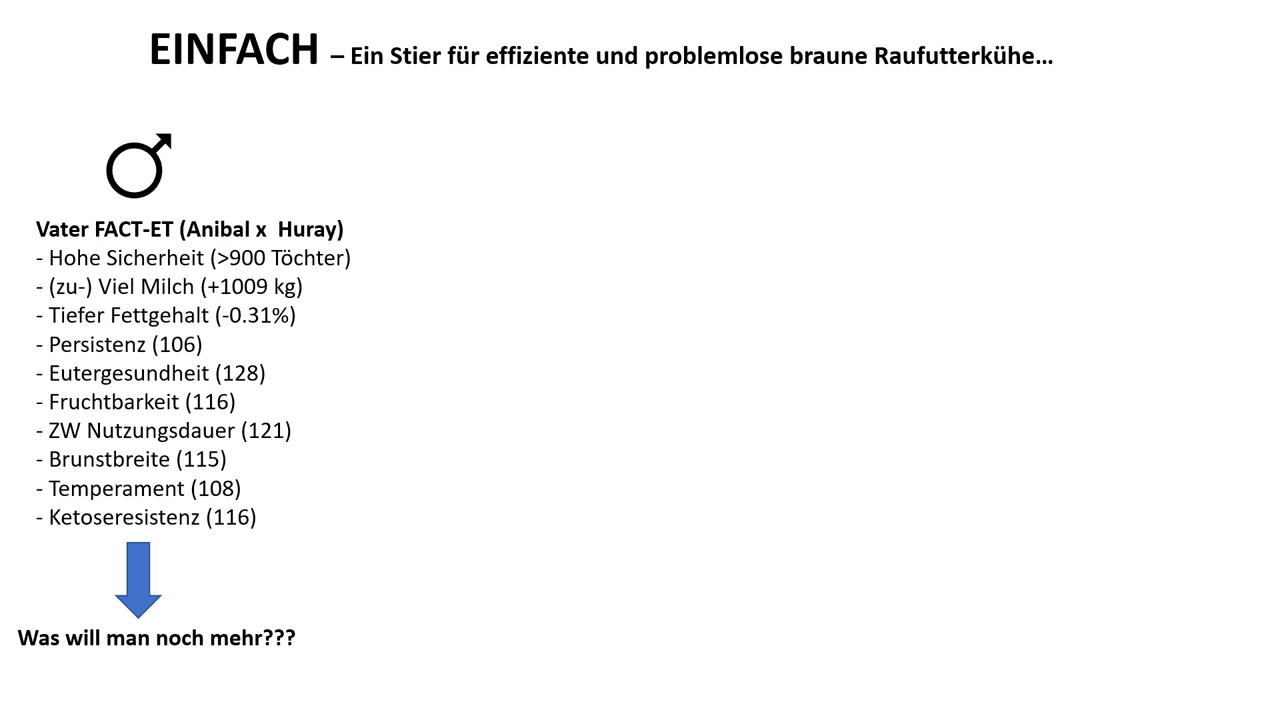 EINFACH – Ein Stier für effiziente und problemlose braune Raufutterkühe...
Vater FACT-ET (Anibal x  Huray)
- Hohe Sicherheit (>900 Töchter)
- (zu-) Viel Milch (+1009 kg)
- Tiefer Fettgehalt (-0.31%)
- Persistenz (106)
- Eutergesundheit (128)
- Fruchtbarkeit (116)
- ZW Nutzungsdauer (121)
- Brunstbreite (115)
- Temperament (108)
- Ketoseresistenz (116)
Was will man noch mehr???